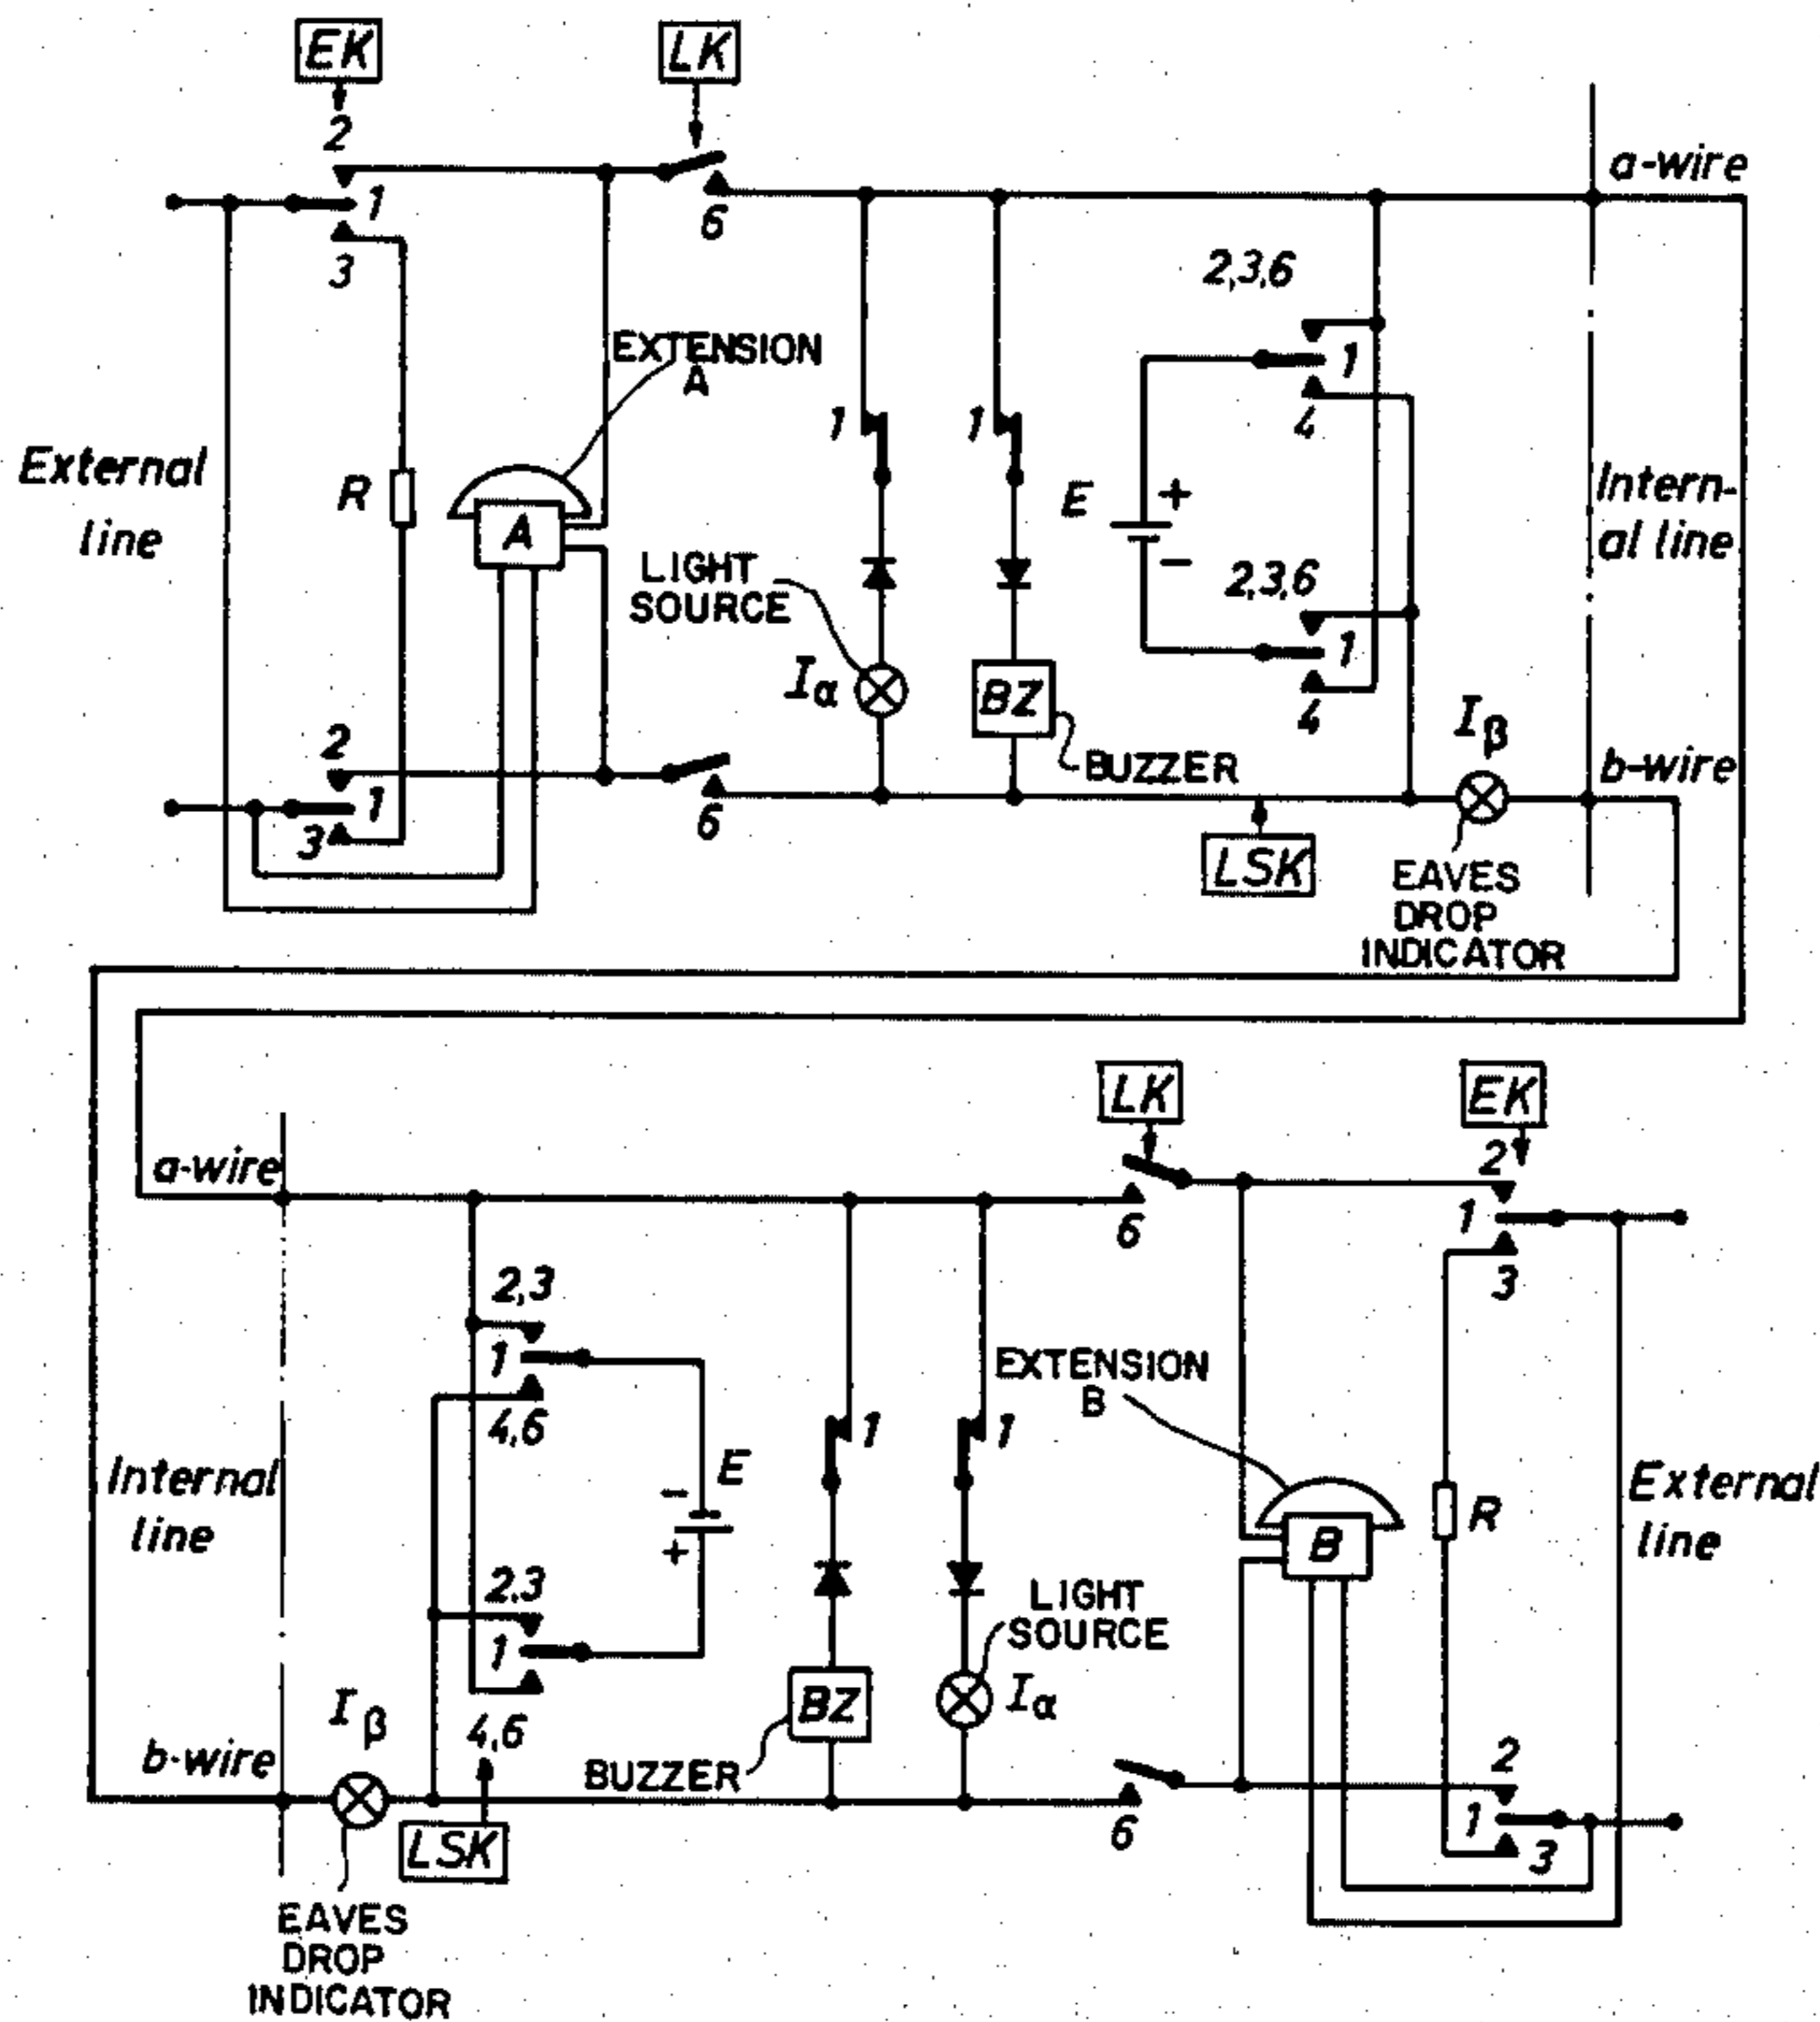 EK
LK
2
a-wire
1
6
3
2,3,6
EXTENSION
A
1
1
1
4
External
line
R
A
E
+
-
Intern-
al line
LIGHT
SOURCE
2,3,6
1
Iα
BZ
4
Iβ
2
BUZZER
b-wire
1
3
6
LSK
EAVES
DROP
INDICATOR
LK
EK
2
a-wire
1
6
3
2,3
1
EXTENSION
B
4,6
1
1
Internal
line
E
-
+
B
R
External
line
2,3
1
LIGHT
SOURCE
Iβ
BZ
Iα
4,6
b-wire
BUZZER
2
1
6
3
LSK
EAVES
DROP
INDICATOR